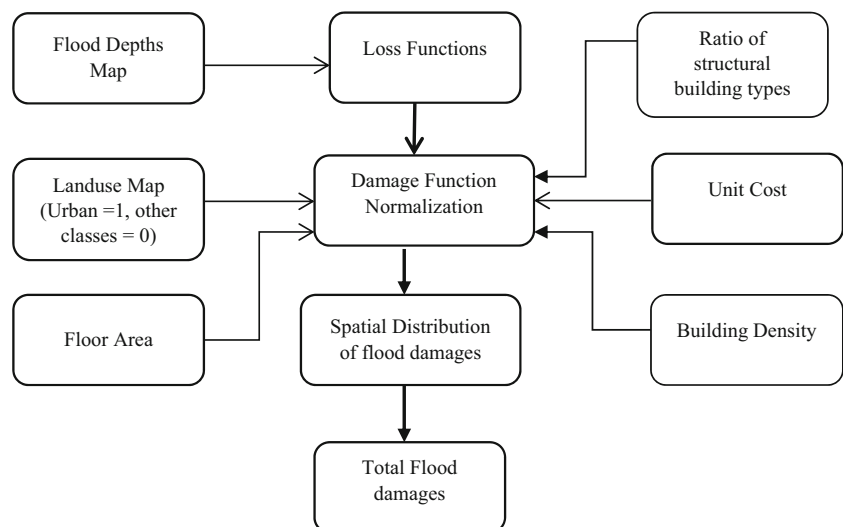 Flood Depths
Map
Loss Functions
Ratio of
structural
building types
Landuse Map
(Urban =1, other
classes = 0)
Damage Function
Normalization
Unit Cost
Floor Area
Spatial Distribution
of flood damages
Building Density
Total Flood
damages